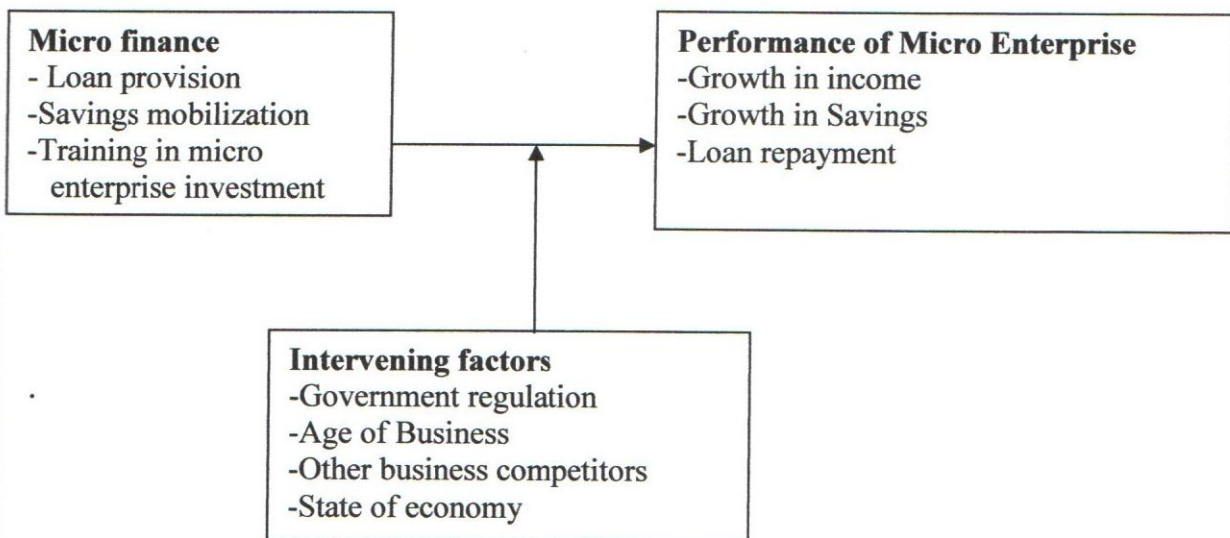 Micro finance
- Loan provision
-Savings mobilization
-Training in micro
enterprise investment
Performance of Micro Enterprise
-Growth in income
-Growth in Savings
-Loan repayment
Intervening factors
-Government regulation
-Age of Business
-Other business competitors
-State of economy